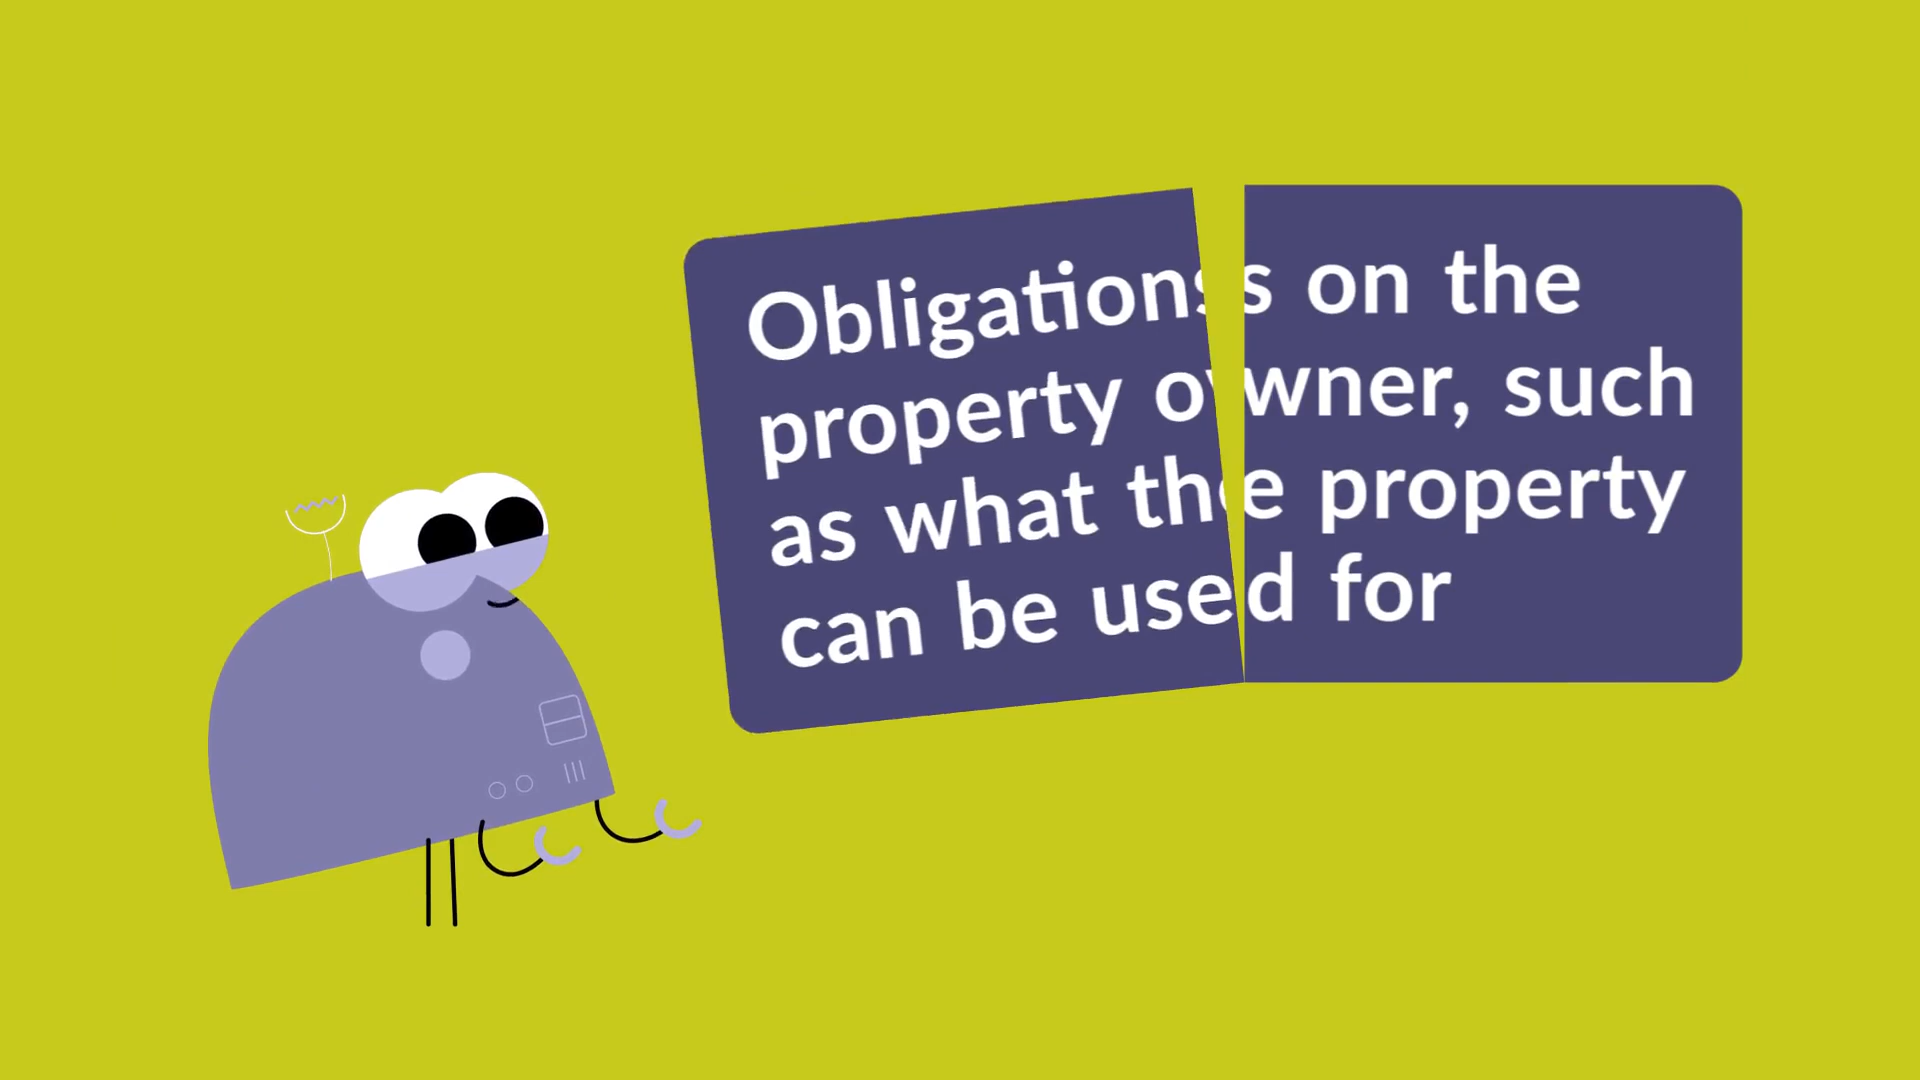 Obligations on the
property owner, such
as what the property
can be used for